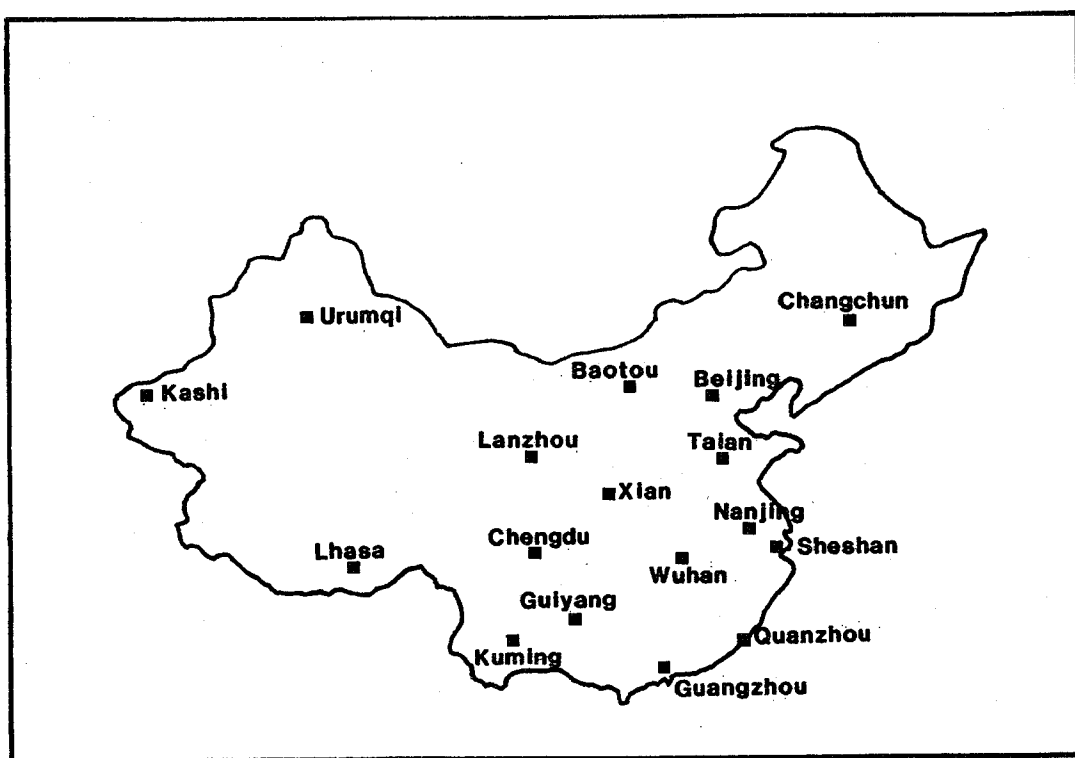 Changchun
Urumqi
Baotou
Beijing
Kashi
Lanzhou
Taian
Xian
Nanjing
Chengdu
Sheshan
Lhasa
Wuhan
Guiyang
Quanzhou
Kuming
Guangzhou